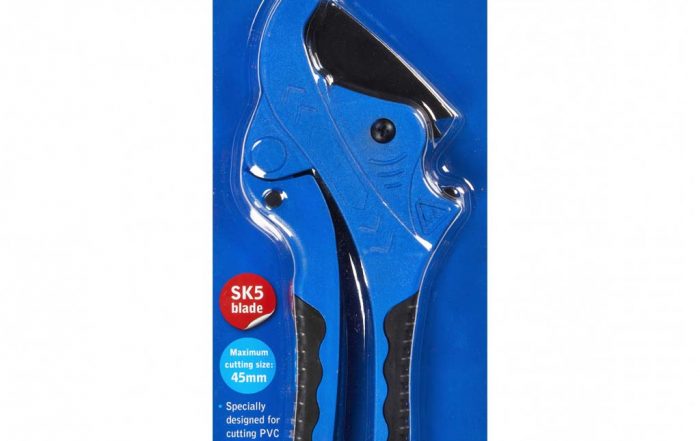 SK5
blade
Maximum
cutting size:
45mm
• Specially
designed for
cutting PVC